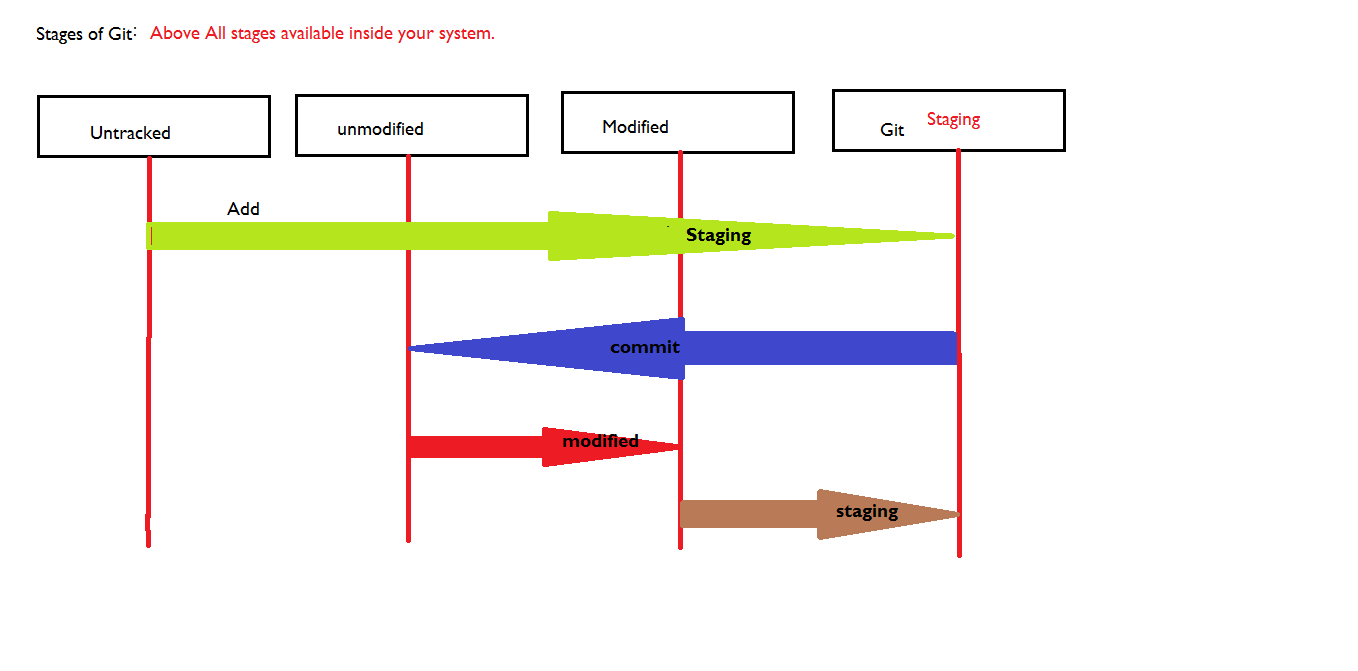 Stages of Git: Above All stages available inside your system.
Untracked
unmodified
Modified
Git Staging
Add
Staging
commit
modified
staging